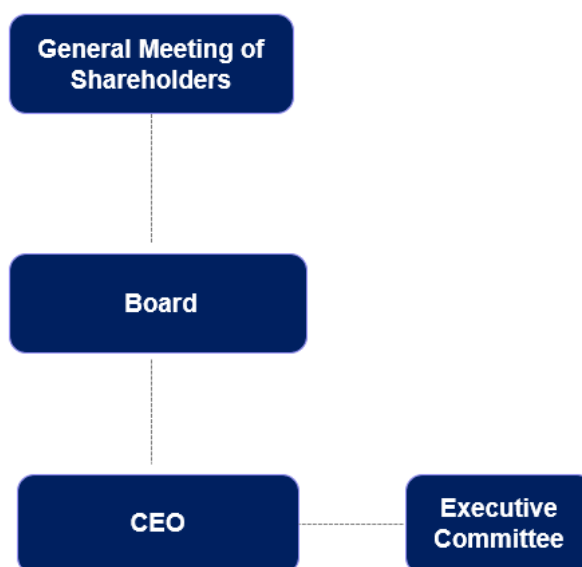 General Meeting of
Shareholders
Board
CEO
Executive
Committee